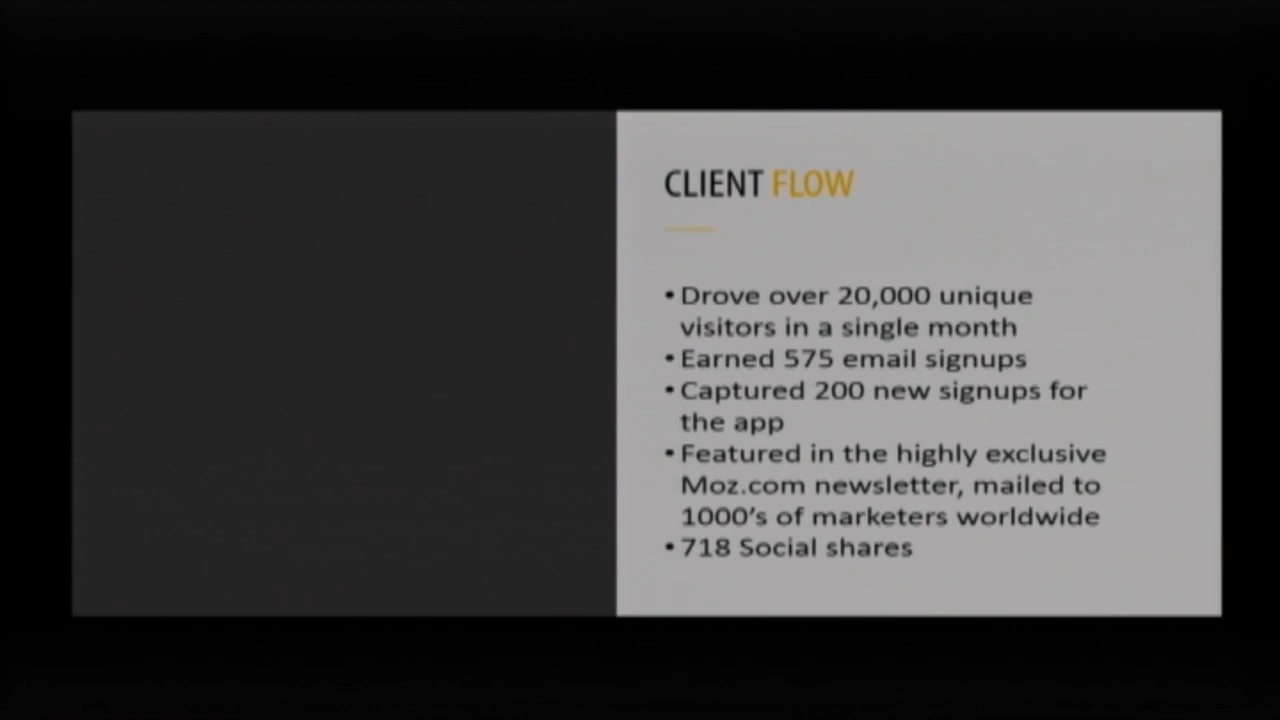 CLIENT FLOW
• Drove over 20,000 unique
visitors in a single month
• Earned 575 email signups
• Captured 200 new signups for
the app
• Featured in the highly exclusive
Moz.com newsletter, mailed to
1000's of marketers worldwide
• 718 Social shares